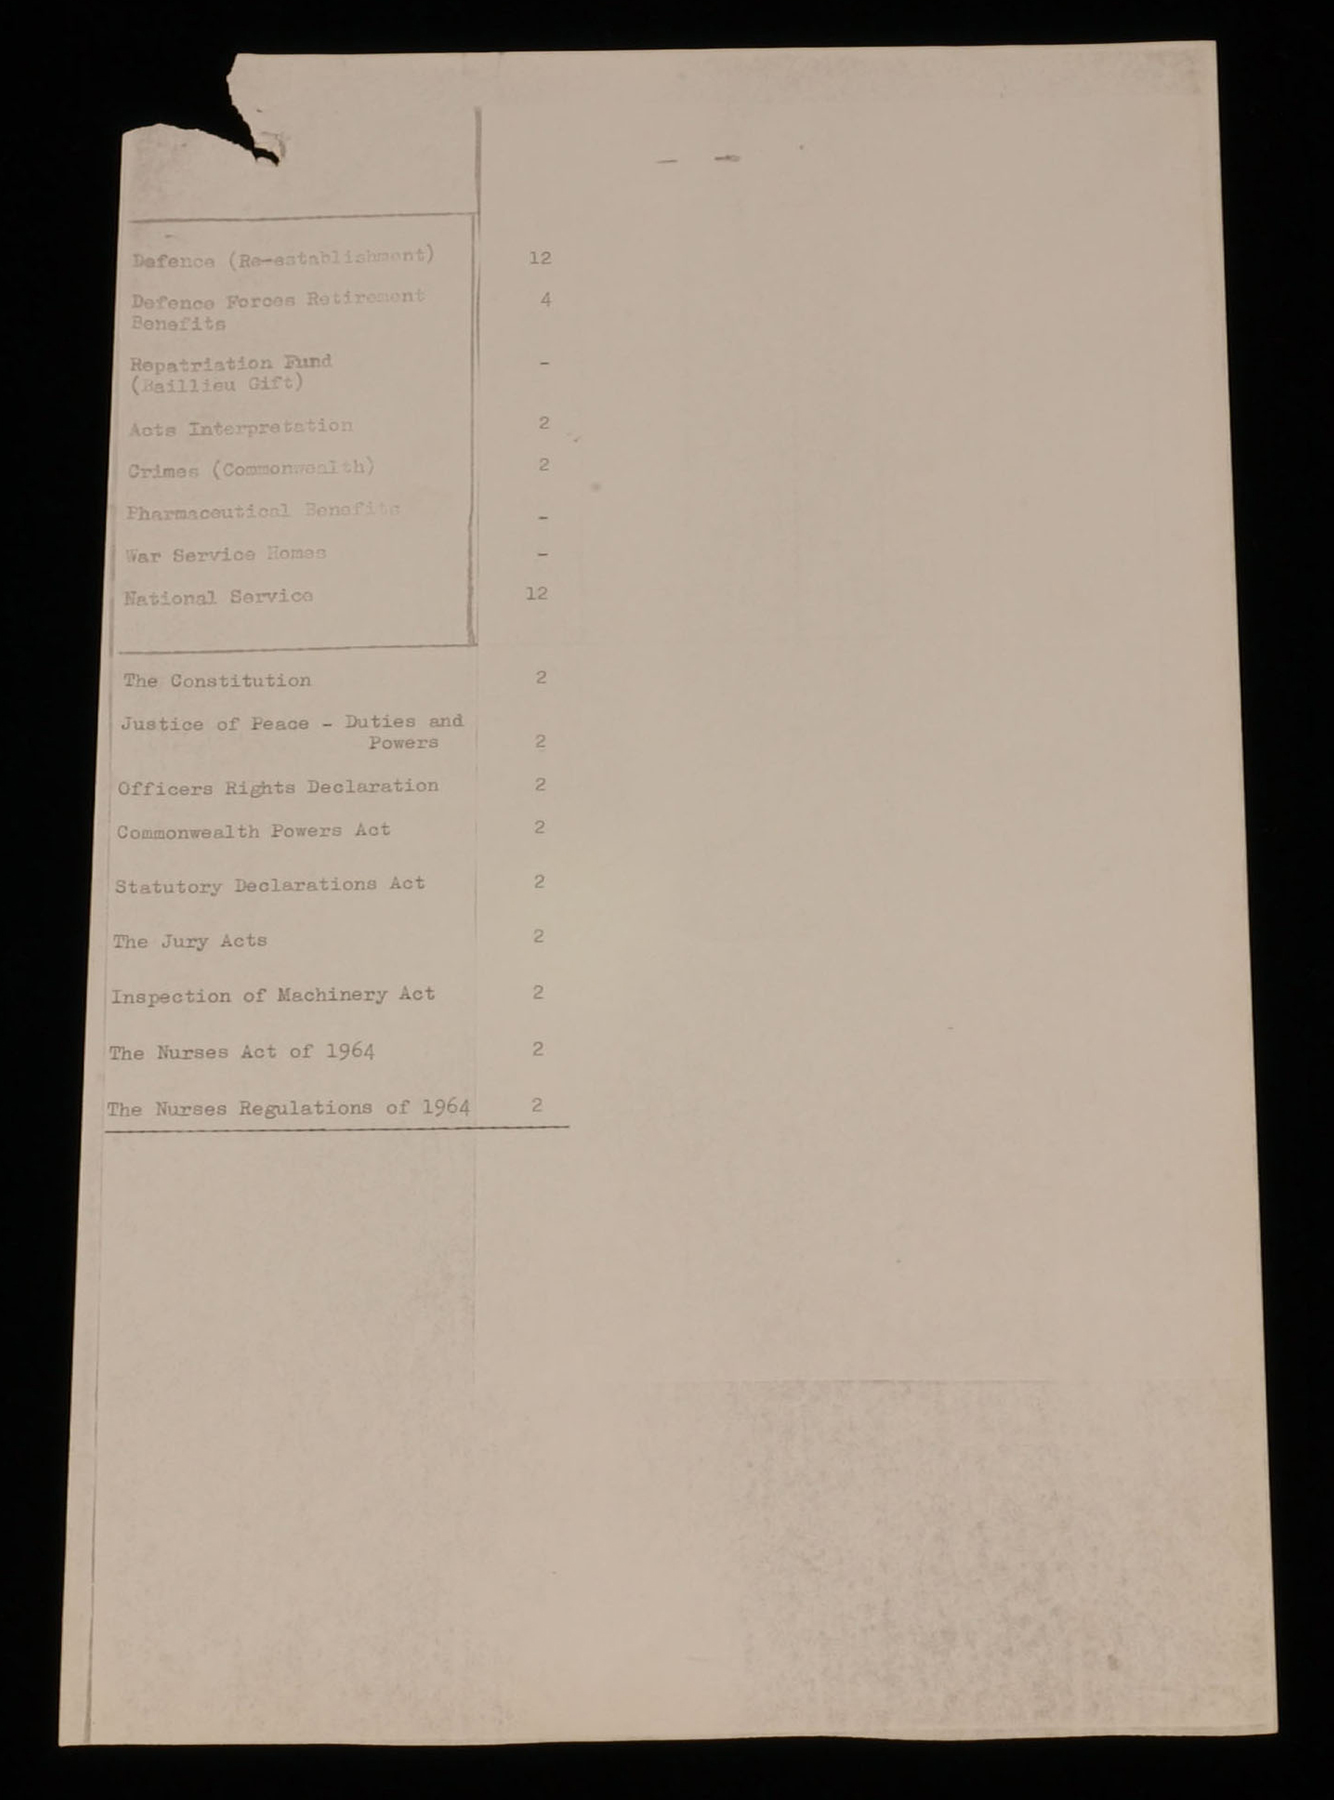 Defence (Re-establishment) 12
Defence Forces Retirement 4
Benefits
Repatriation Fund -
(Baillieu Gift)
Acts Interpretation 2
Crimes (Commonwealth) 2
Pharmaceutical Benefits -
War Service Homes -
National Service 12
The Constitution 2
Justice of Peace - Duties and
Powers 2
Officers Rights Declaration 2
Commonwealth Powers Act 2
Statutory Declarations Act 2
The Jury Acts 2
Inspection of Machinery Act 2
The Nurses Act of 1964 2
The Nurses Regulations of 1964 2